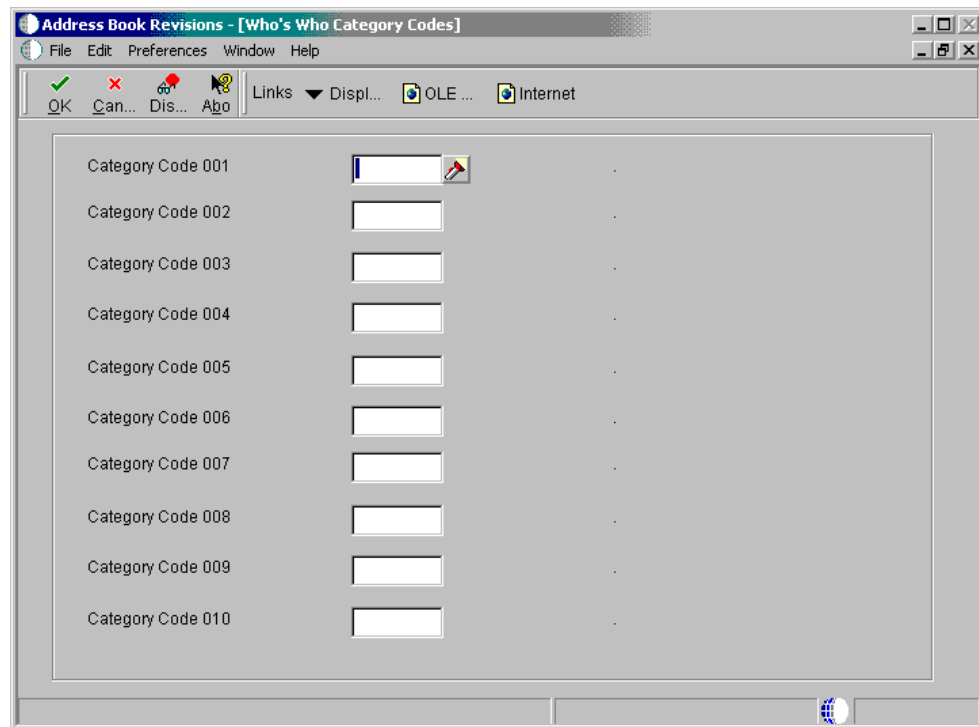 Address Book Revisions - [Who's Who Category Codes]
File Edit Preferences Window Help
OK Can... Dis... Abo Links Displ... OLE ... Internet
Category Code 001 .
Category Code 002 .
Category Code 003 .
Category Code 004 .
Category Code 005 .
Category Code 006 .
Category Code 007 .
Category Code 008 .
Category Code 009 .
Category Code 010 .